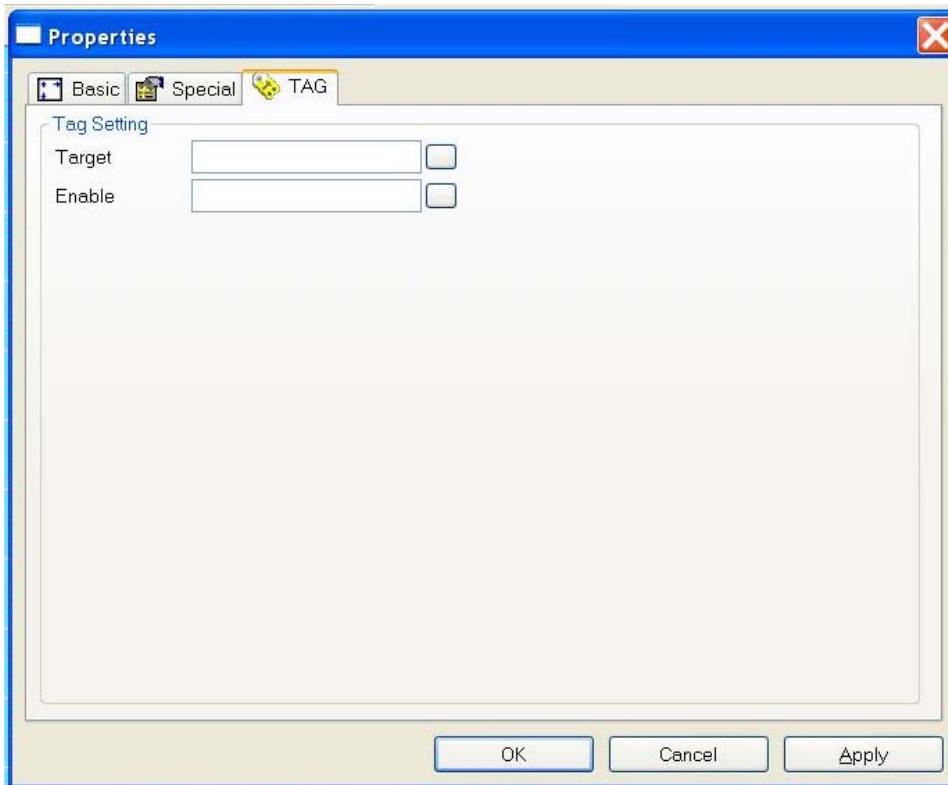 Properties
Basic Special TAG
Tag Setting
Target
Enable
OK Cancel Apply